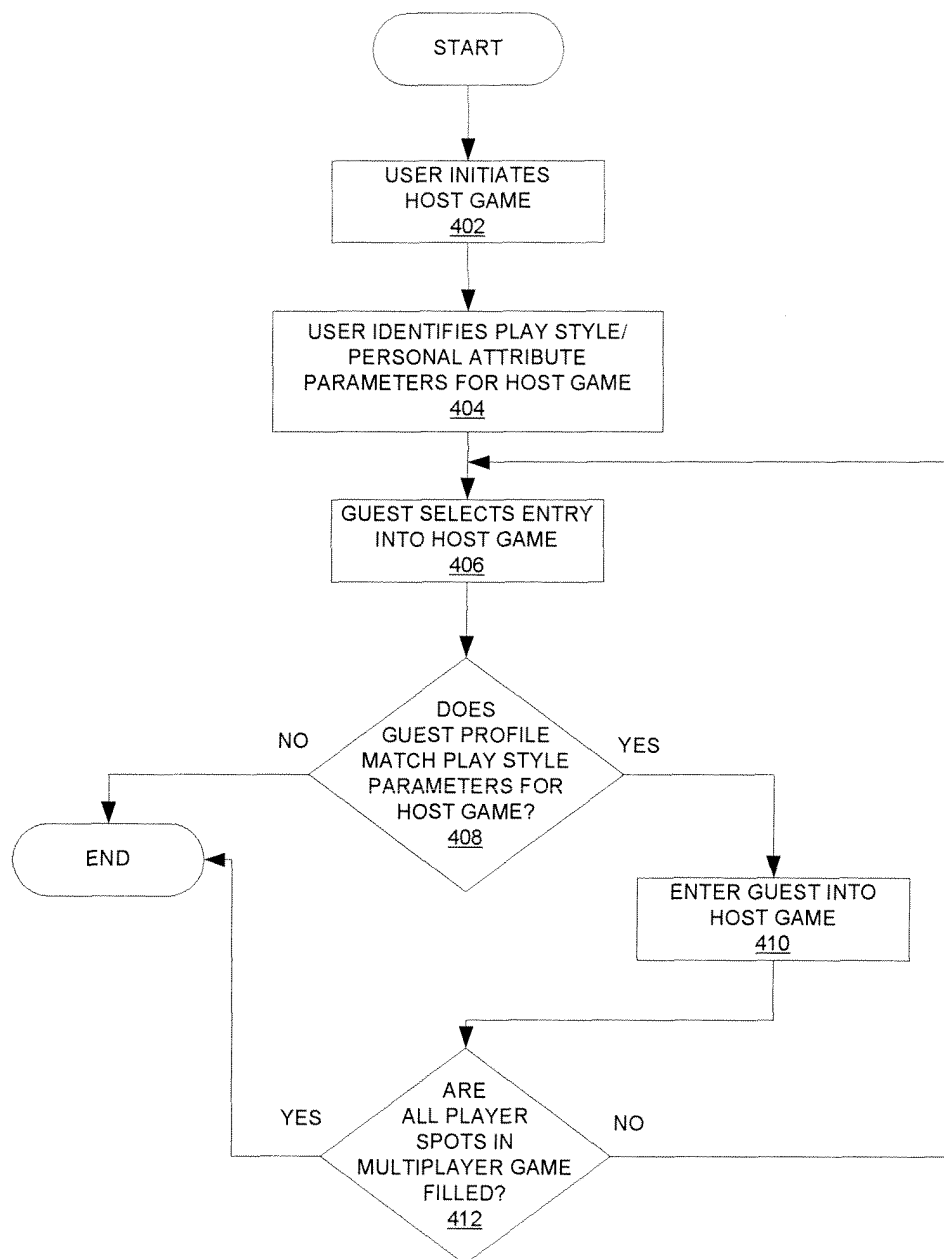 START
USER INITIATES
HOST GAME
402
USER IDENTIFIES PLAY STYLE/
PERSONAL ATTRIBUTE
PARAMETERS FOR HOST GAME
404
GUEST SELECTS ENTRY
INTO HOST GAME
406
DOES
GUEST PROFILE
MATCH PLAY STYLE
PARAMETERS FOR
HOST GAME?
408
NO
YES
END
ENTER GUEST INTO
HOST GAME
410
ARE
ALL PLAYER
SPOTS IN
MULTIPLAYER GAME
FILLED?
412
YES
NO